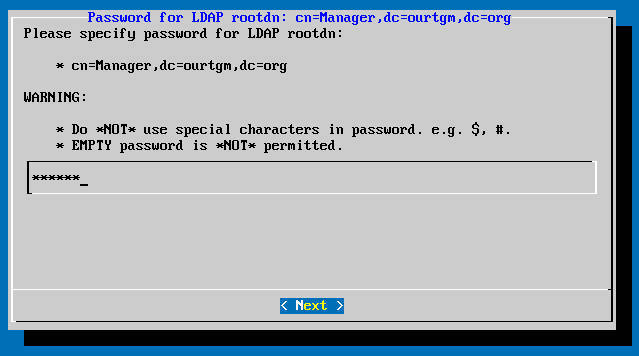 Password for LDAP rootdn: cn=Manager,dc=ourtgm,dc=org
Please specify password for LDAP rootdn:
* cn=Manager,dc=ourtgm,dc=org
WARNING:
* Do *NOT* use special characters in password. e.g. $, #.
* EMPTY password is *NOT* permitted.
******_
< Next >